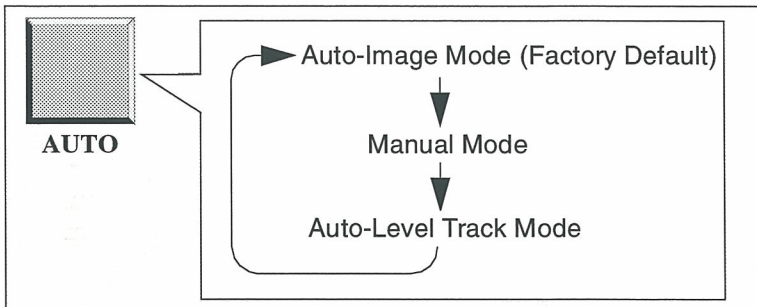 AUTO
Auto-Image Mode (Factory Default)
Manual Mode
Auto-Level Track Mode